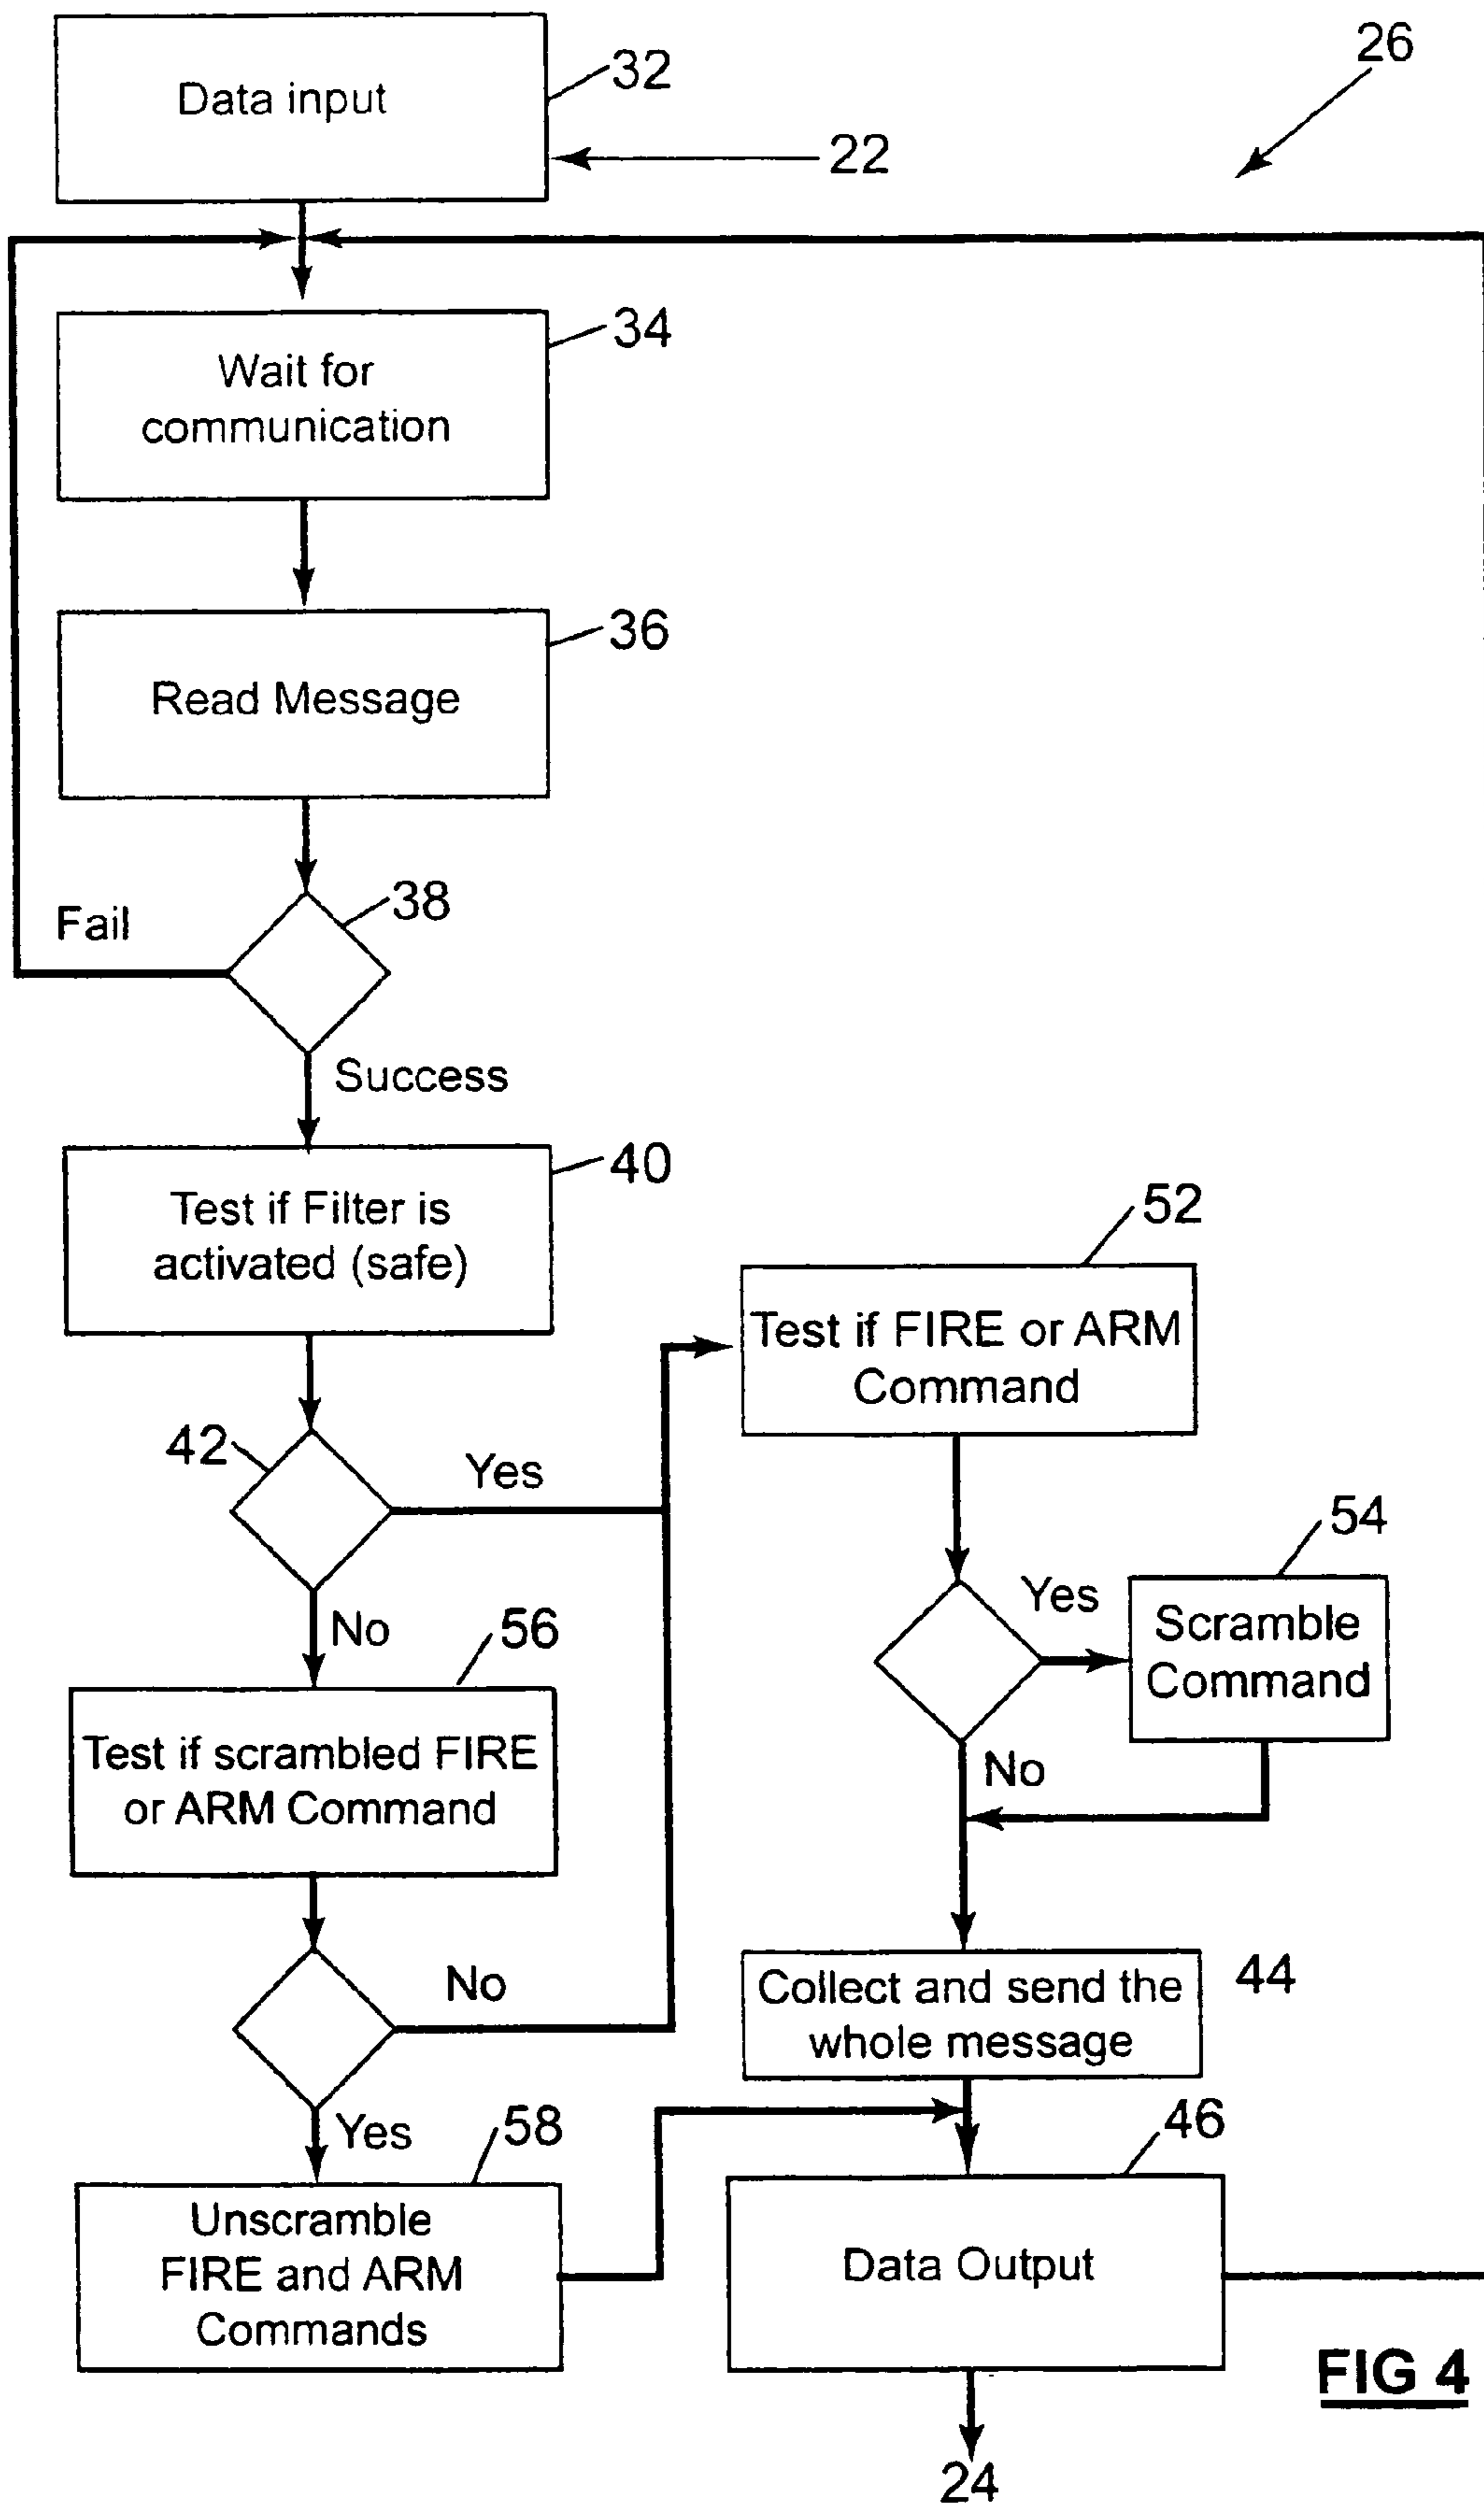 Data input
32
26
22
Wait for
communication
34
Read Message
36
38
Fail
Success
Test if Filter is
activated (safe)
40
42
Yes
No
56
Test if scrambled FIRE
or ARM Command
No
Yes
58
Unscramble
FIRE and ARM
Commands
52
Test if FIRE or ARM
Command
54
Yes
Scramble
Command
No
Collect and send the
whole message
44
46
Data Output
24
FIG 4